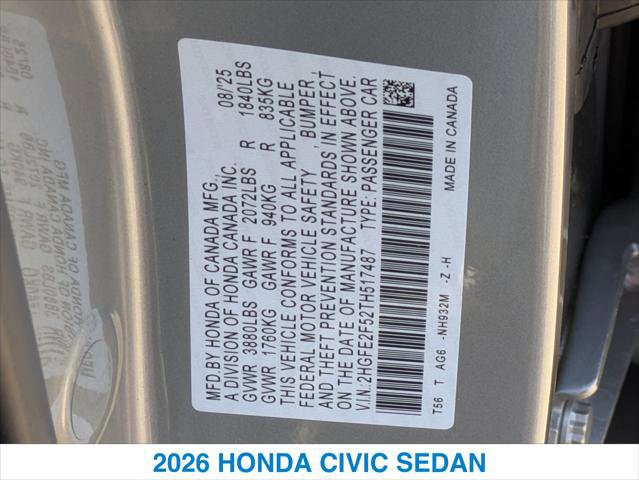 MFD.BY HONDA OF CANADA MFG., 08/'25
A DIVISION OF HONDA CANADA INC.
GVWR 3880LBS GAWR F 2072LBS R 1840LBS
GVWR 1760KG GAWR F 940KG R 835KG
THIS VEHICLE CONFORMS TO ALL APPLICABLE
FEDERAL MOTOR VEHICLE SAFETY , BUMPER,
AND THEFT PREVENTION STANDARDS IN EFFECT
ON THE DATE OF MANUFACTURE SHOWN ABOVE.
V.I.N.:2HGFE2F52TH517487 TYPE: PASSENGER CAR
T56 T AG6 -NH932M -Z -H MADE IN CANADA
2026 HONDA CIVIC SEDAN